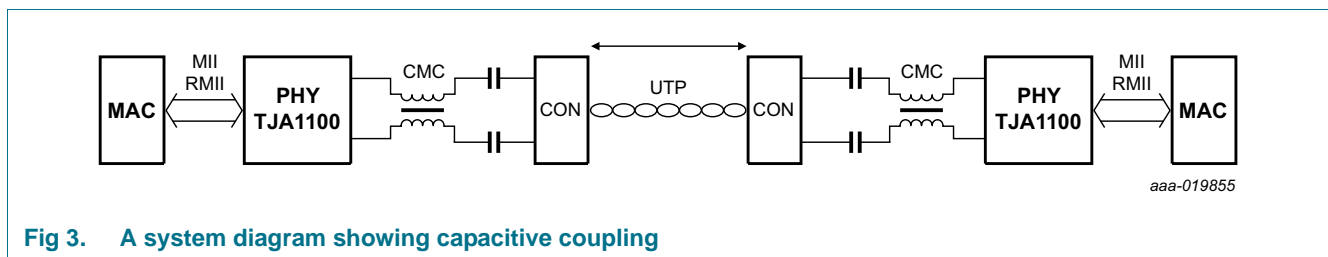 MAC
MII
RMII
PHY
TJA1100
CMC
CON
UTP
CON
CMC
PHY
TJA1100
MII
RMII
MAC
aaa-019855
Fig 3. A system diagram showing capacitive coupling